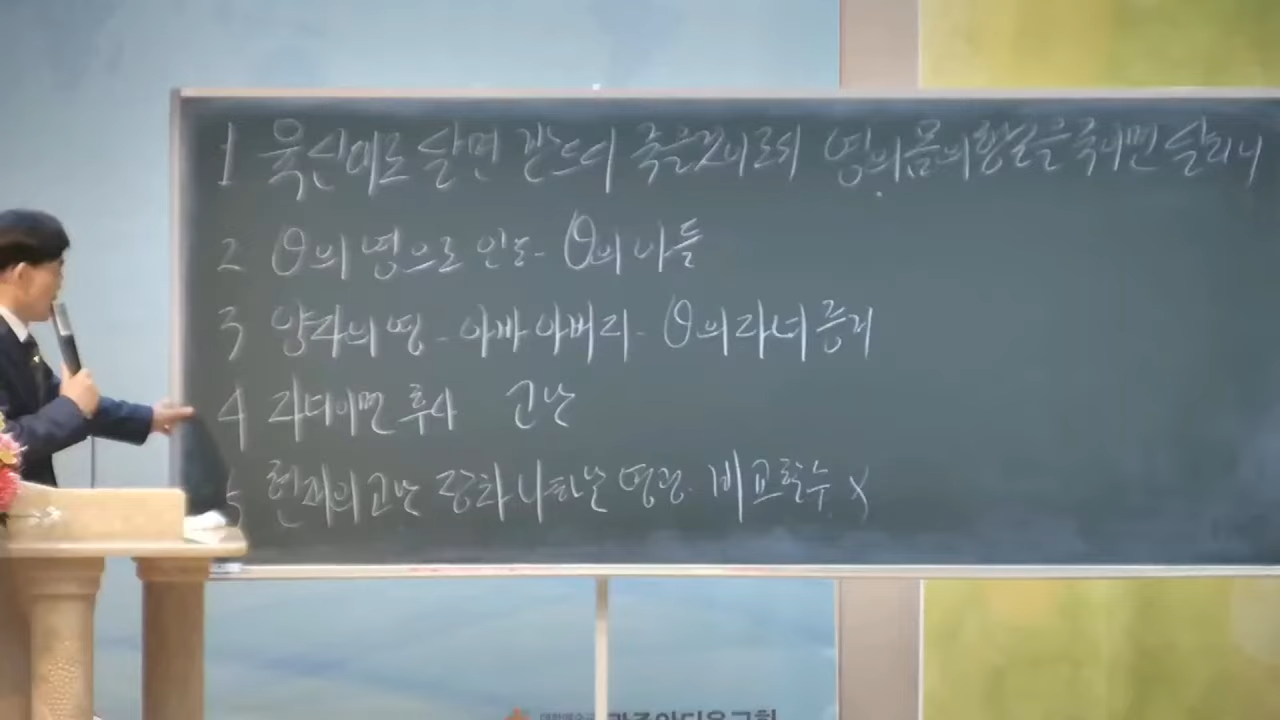 1 육신대로 살면 반드시 죽을것이로되 영의 몸의 행실을 죽이면 살리니
2 θ의 영으로 인도- θ의 아들
3 양자의 영 - 아바 아버지 - θ의 자녀 증거
4 자녀이면 후사 고난
5 현재의 고난 장차 나타날 영광 비교할수 X